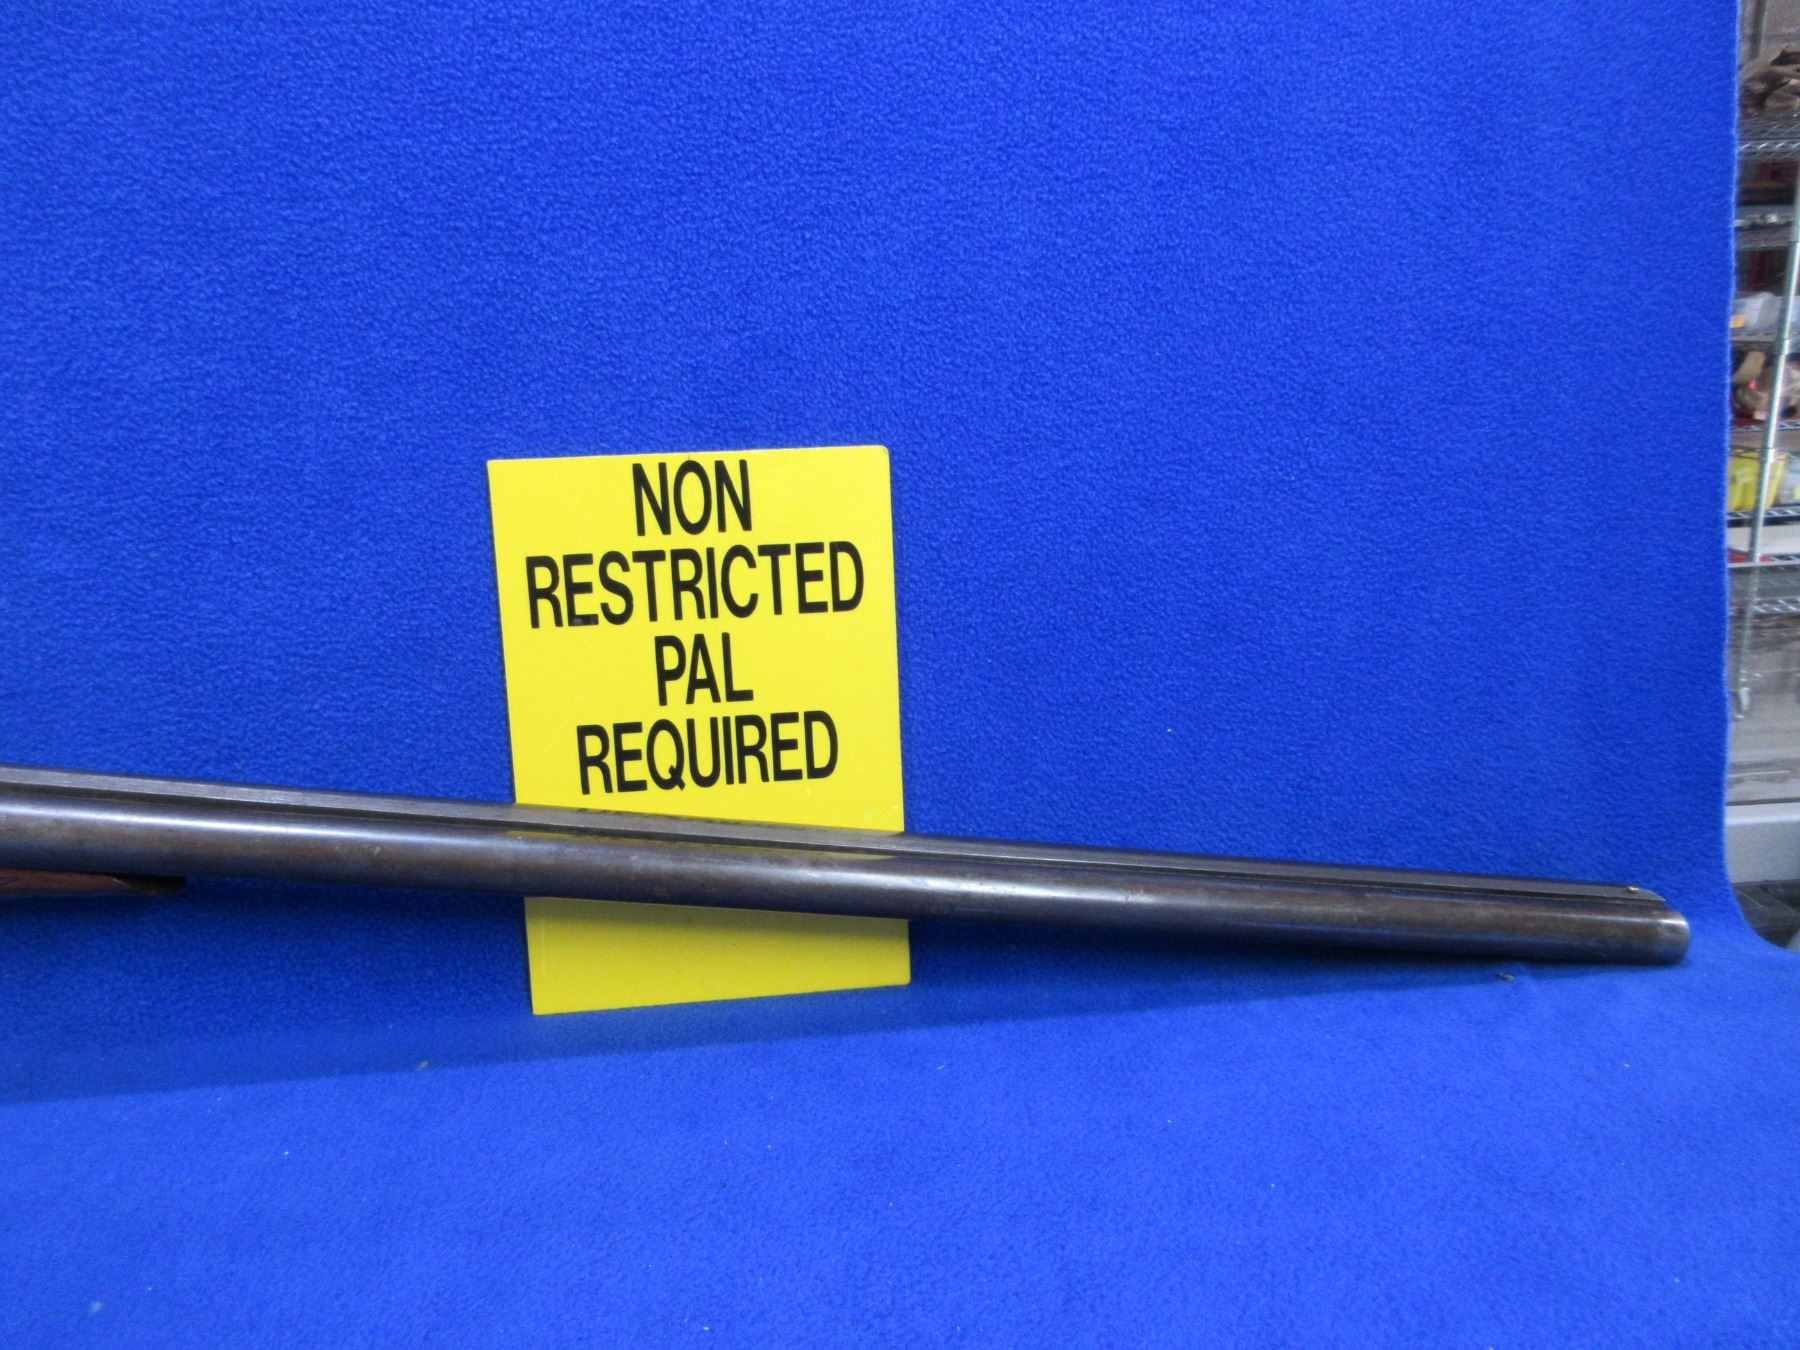 NON
RESTRICTED
PAL
REQUIRED